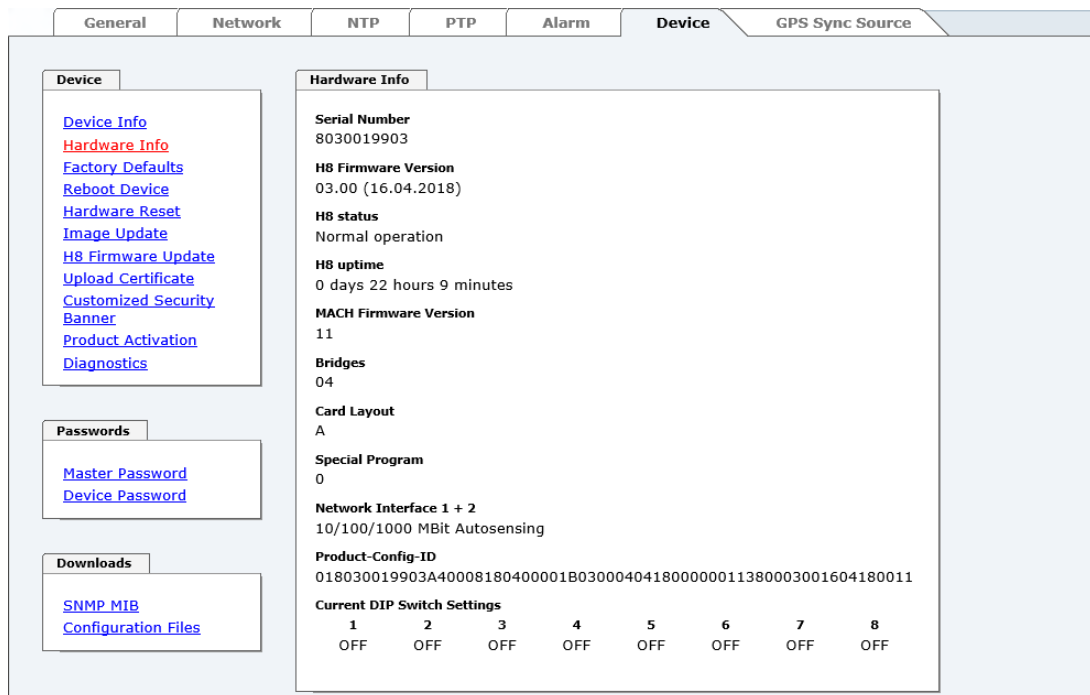 General Network NTP PTP Alarm Device GPS Sync Source
Device
Device Info
Hardware Info
Factory Defaults
Reboot Device
Hardware Reset
Image Update
H8 Firmware Update
Upload Certificate
Customized Security
Banner
Product Activation
Diagnostics
Passwords
Master Password
Device Password
Downloads
SNMP MIB
Configuration Files
Hardware Info
Serial Number
8030019903
H8 Firmware Version
03.00 (16.04.2018)
H8 status
Normal operation
H8 uptime
0 days 22 hours 9 minutes
MACH Firmware Version
11
Bridges
04
Card Layout
A
Special Program
0
Network Interface 1 + 2
10/100/1000 MBit Autosensing
Product-Config-ID
018030019903A40008180400001B0300040418000000113800030016041800​11
Current DIP Switch Settings
1 2 3 4 5 6 7 8
OFF OFF OFF OFF OFF OFF OFF OFF